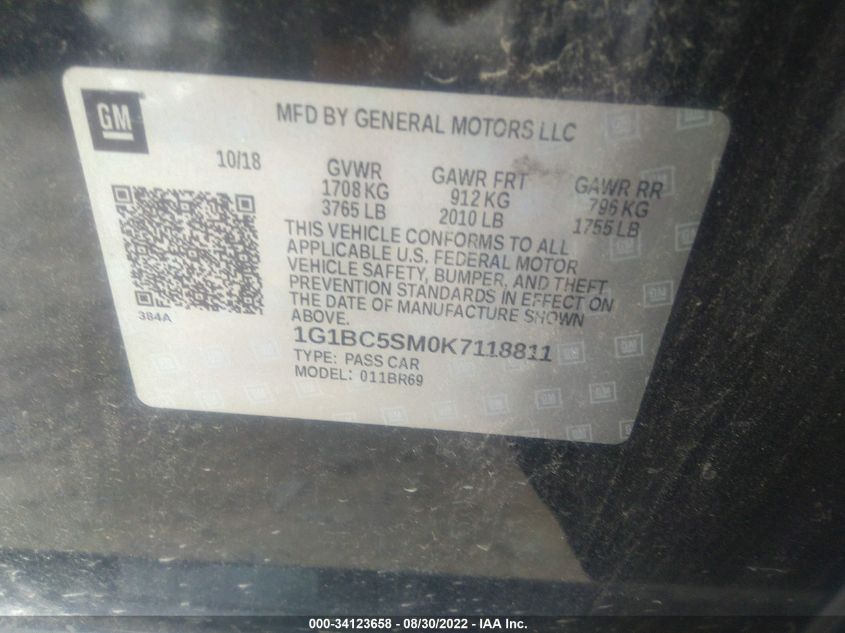 GM
MFD BY GENERAL MOTORS LLC
10/18
GVWR
1708 KG
3765 LB
GAWR FRT
912 KG
2010 LB
GAWR RR
796 KG
1755 LB
THIS VEHICLE CONFORMS TO ALL
APPLICABLE U.S. FEDERAL MOTOR
VEHICLE SAFETY, BUMPER, AND THEFT
PREVENTION STANDARDS IN EFFECT ON
THE DATE OF MANUFACTURE SHOWN
ABOVE.
384A
1G1BC5SM0K7118811
TYPE: PASS CAR
MODEL: 011BR69
000-34123658 - 08/30/2022 - IAA Inc.